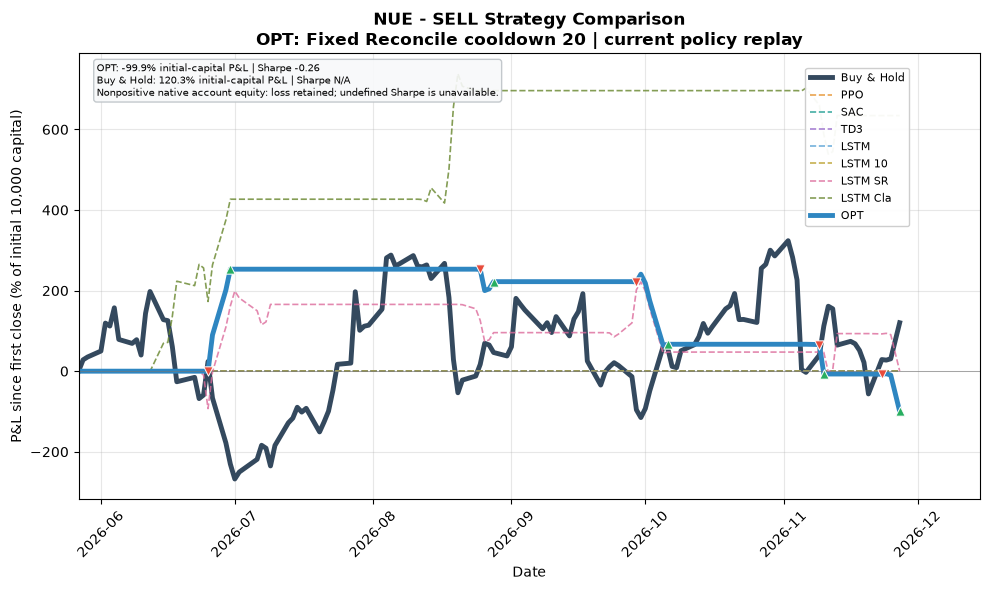 NUE - SELL Strategy Comparison
OPT: Fixed Reconcile cooldown 20 | current policy replay
OPT: -99.9% initial-capital P&L | Sharpe -0.26
Buy & Hold: 120.3% initial-capital P&L | Sharpe N/A
Nonpositive native account equity: loss retained; undefined Sharpe is unavailable.
Buy & Hold
PPO
SAC
TD3
LSTM
LSTM 10
LSTM SR
LSTM Cla
OPT
P&L since first close (% of initial 10,000 capital)
600
400
200
0
−200
2026-06
2026-07
2026-08
2026-09
2026-10
2026-11
2026-12
Date